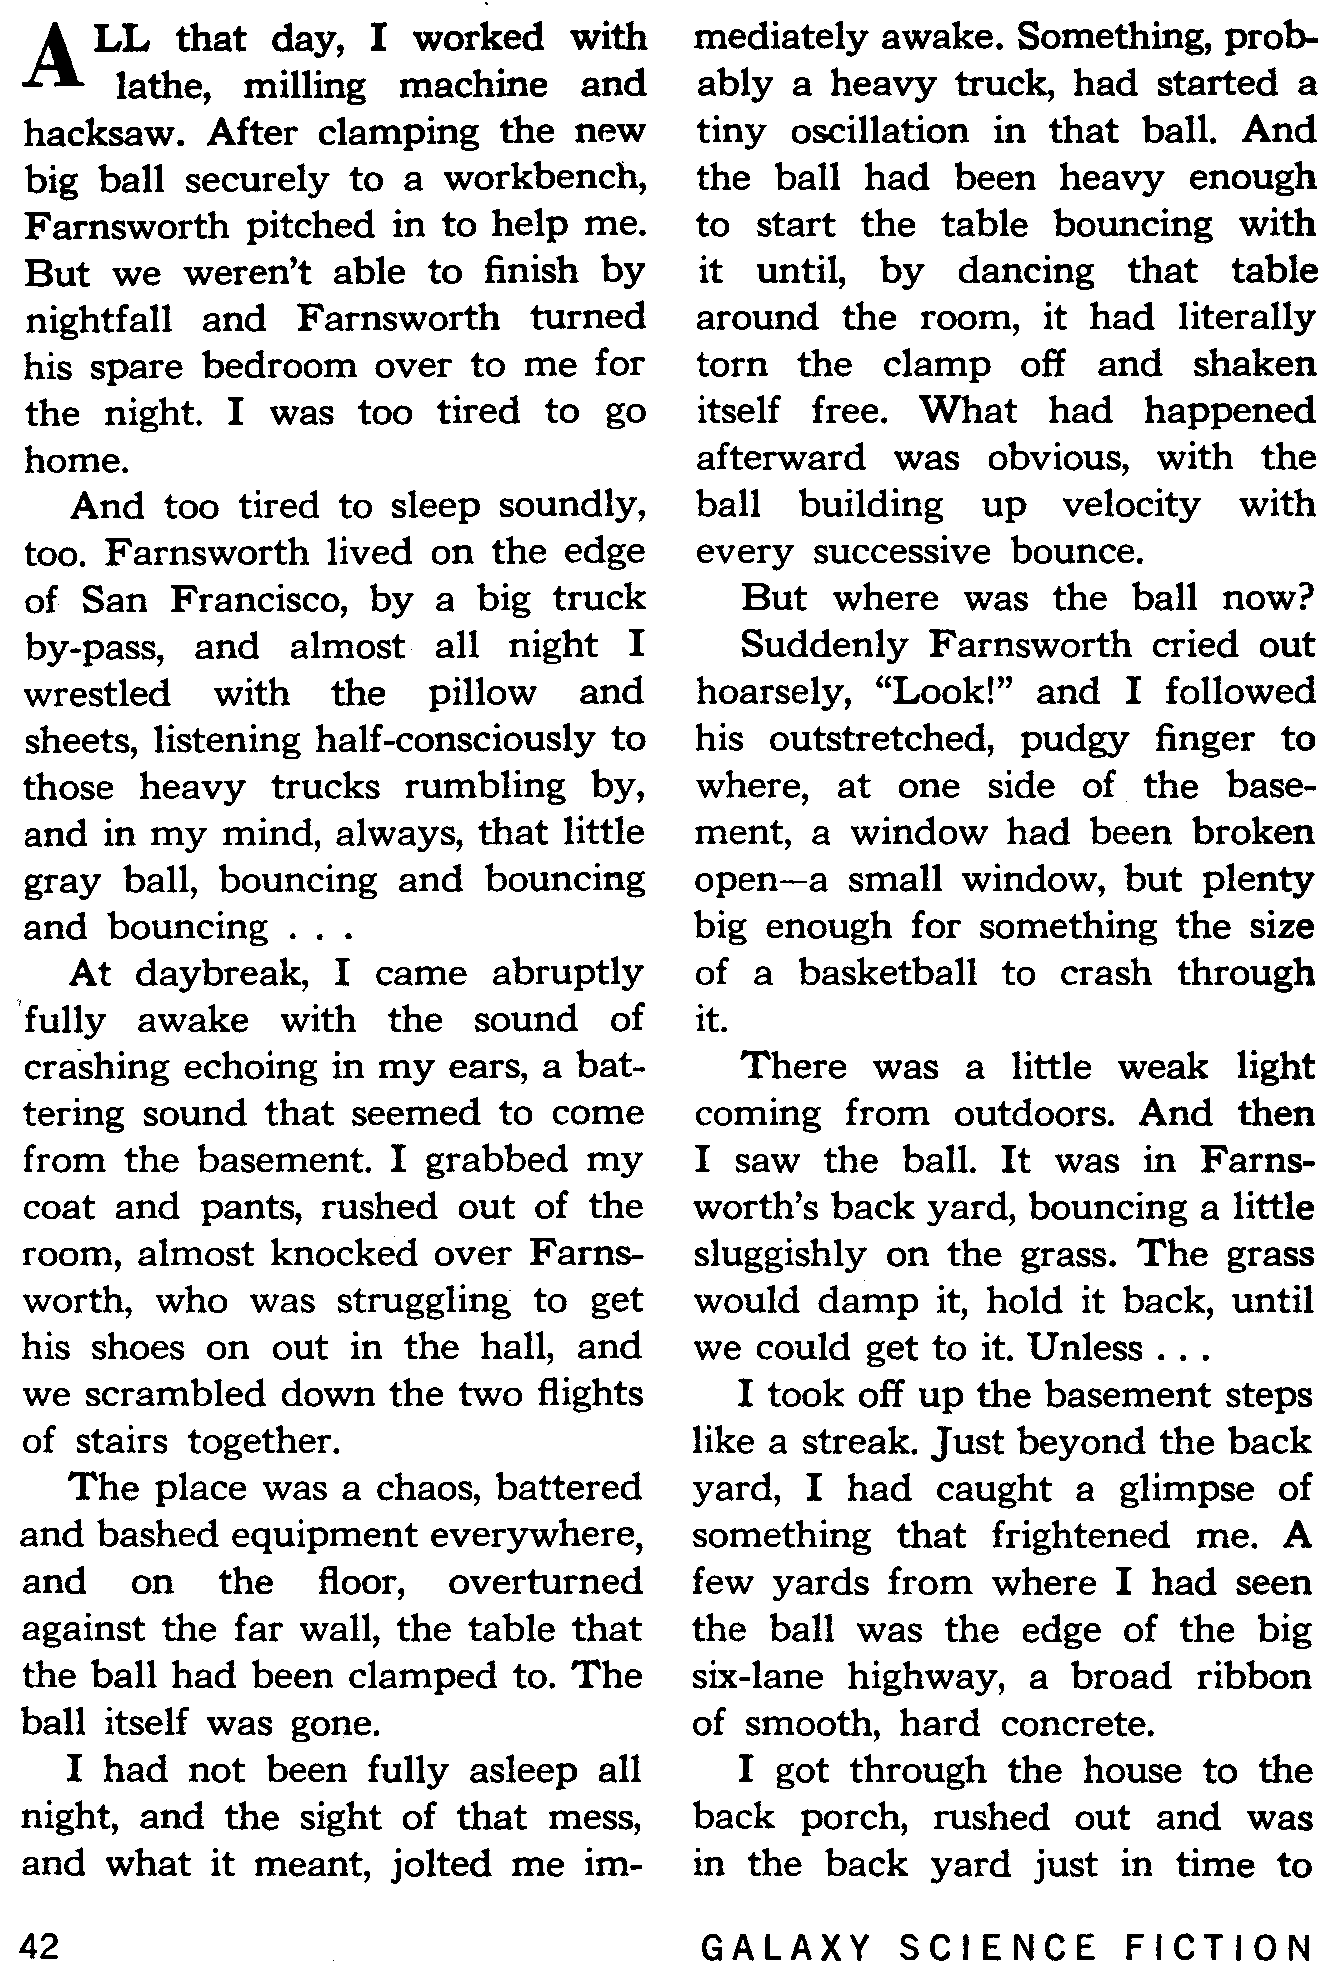 ALL that day, I worked with
lathe, milling machine and
hacksaw. After clamping the new
big ball securely to a workbench,
Farnsworth pitched in to help me.
But we weren't able to finish by
nightfall and Farnsworth turned
his spare bedroom over to me for
the night. I was too tired to go
home.
And too tired to sleep soundly,
too. Farnsworth lived on the edge
of San Francisco, by a big truck
by-pass, and almost all night I
wrestled with the pillow and
sheets, listening half-consciously to
those heavy trucks rumbling by,
and in my mind, always, that little
gray ball, bouncing and bouncing
and bouncing . . .
At daybreak, I came abruptly
fully awake with the sound of
crashing echoing in my ears, a bat-
tering sound that seemed to come
from the basement. I grabbed my
coat and pants, rushed out of the
room, almost knocked over Farns-
worth, who was struggling to get
his shoes on out in the hall, and
we scrambled down the two flights
of stairs together.
The place was a chaos, battered
and bashed equipment everywhere,
and on the floor, overturned
against the far wall, the table that
the ball had been clamped to. The
ball itself was gone.
I had not been fully asleep all
night, and the sight of that mess,
and what it meant, jolted me im-
mediately awake. Something, prob-
ably a heavy truck, had started a
tiny oscillation in that ball. And
the ball had been heavy enough
to start the table bouncing with
it until, by dancing that table
around the room, it had literally
torn the clamp off and shaken
itself free. What had happened
afterward was obvious, with the
ball building up velocity with
every successive bounce.
But where was the ball now?
Suddenly Farnsworth cried out
hoarsely, “Look!” and I followed
his outstretched, pudgy finger to
where, at one side of the base-
ment, a window had been broken
open—a small window, but plenty
big enough for something the size
of a basketball to crash through
it.
There was a little weak light
coming from outdoors. And then
I saw the ball. It was in Farns-
worth's back yard, bouncing a little
sluggishly on the grass. The grass
would damp it, hold it back, until
we could get to it. Unless . . .
I took off up the basement steps
like a streak. Just beyond the back
yard, I had caught a glimpse of
something that frightened me. A
few yards from where I had seen
the ball was the edge of the big
six-lane highway, a broad ribbon
of smooth, hard concrete.
I got through the house to the
back porch, rushed out and was
in the back yard just in time to
42
GALAXY SCIENCE FICTION